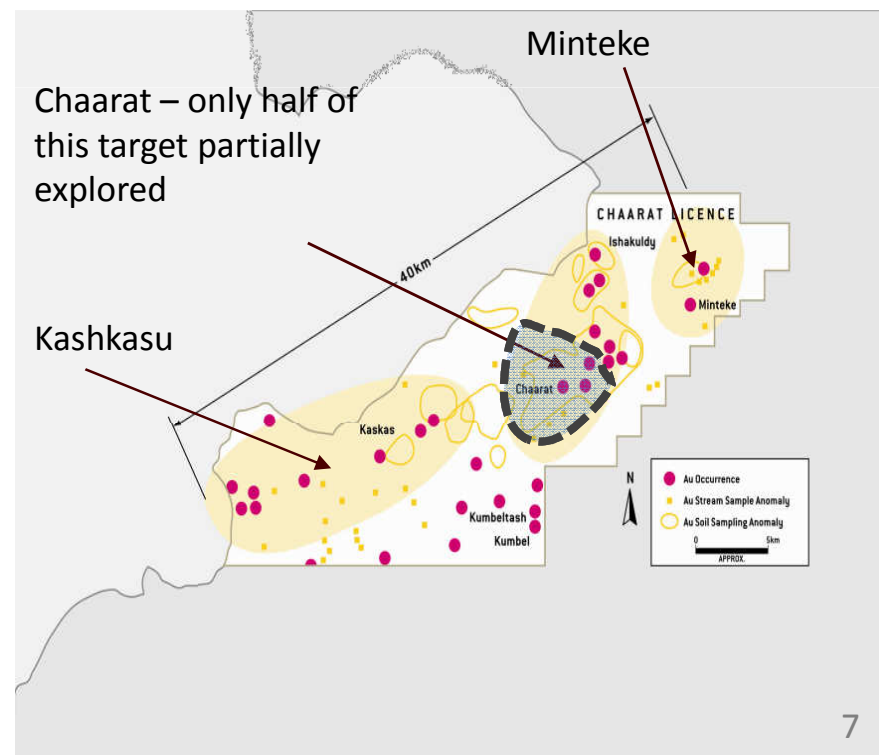 Minteke
Chaarat – only half of
this target partially
explored
40km
CHAARAT LICENCE
Ishakuldy
Minteke
Kashkasu
Chaarat
Kaskas
Kumbeltash
Kumbel
N
Au Occurrence
Au Stream Sample Anomaly
Au Soil Sampling Anomaly
0 5km
APPROX.
7